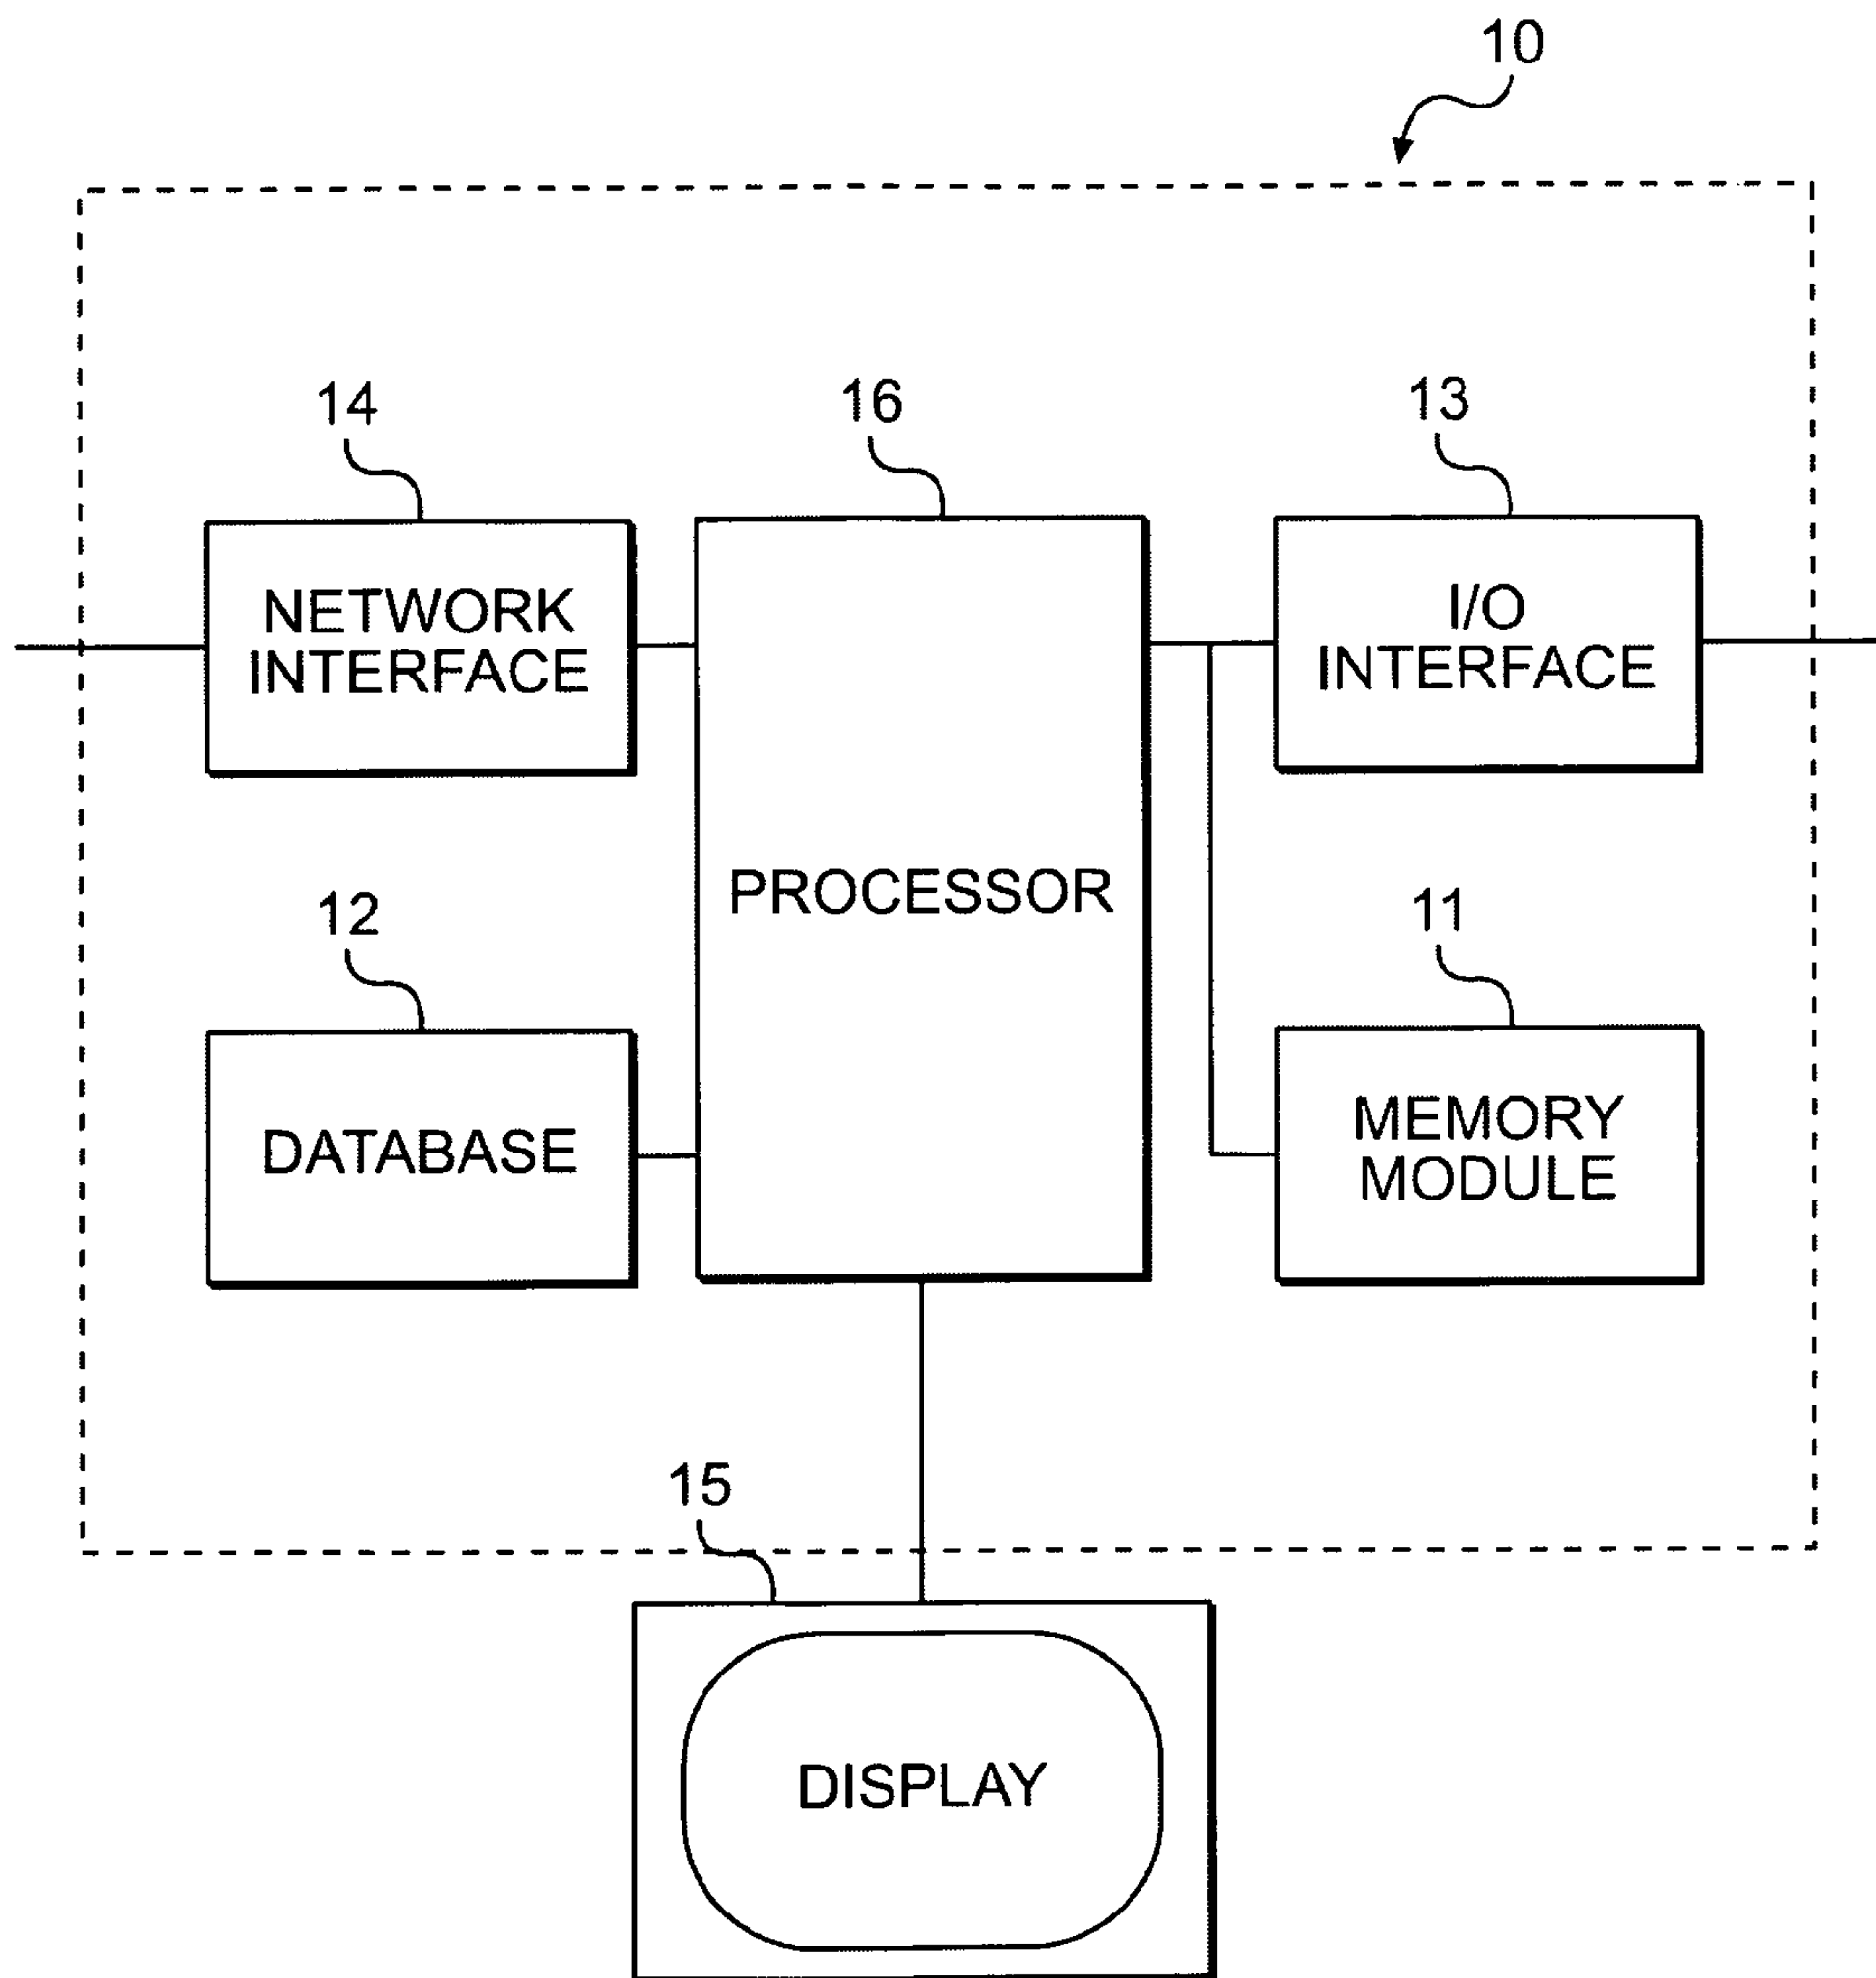 10
14
16
13
NETWORK
INTERFACE
I/O
INTERFACE
PROCESSOR
12
11
DATABASE
MEMORY
MODULE
15
DISPLAY